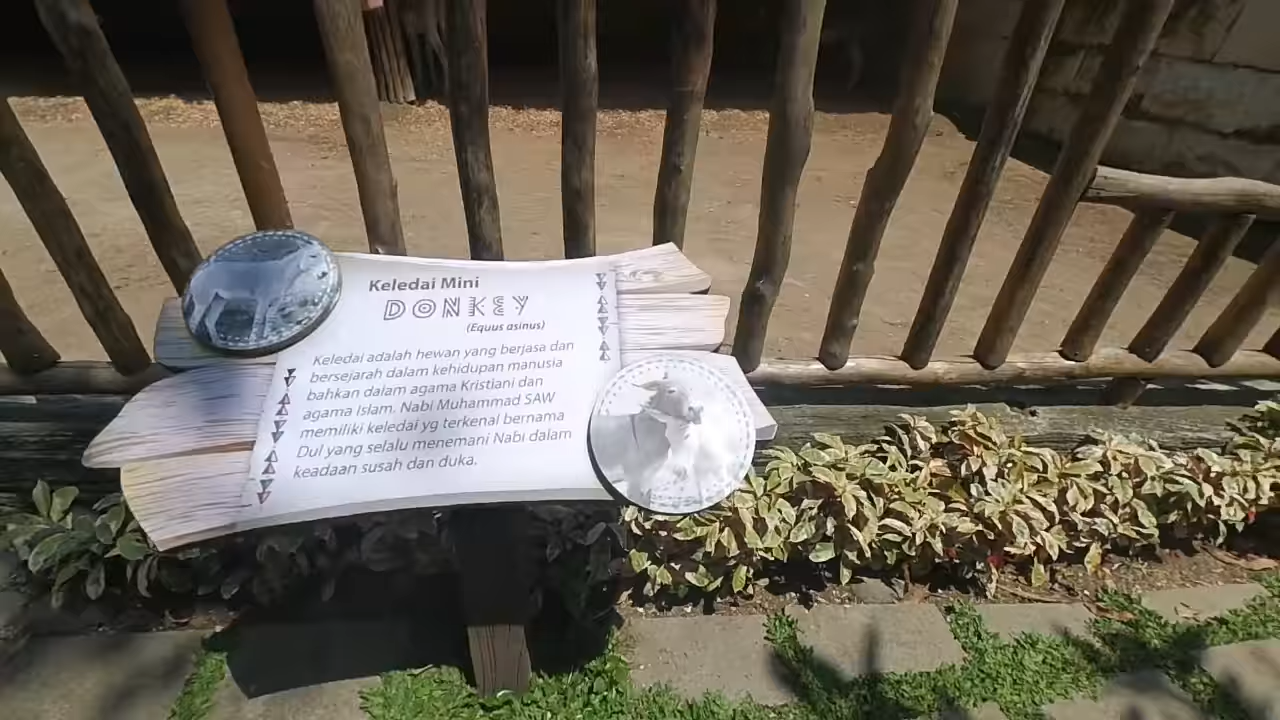 Keledai Mini
DONKEY
(Equus asinus)
Keledai adalah hewan yang berjasa dan
bersejarah dalam kehidupan manusia
bahkan dalam agama Kristiani dan
agama Islam. Nabi Muhammad SAW
memiliki keledai yg terkenal bernama
Dul yang selalu menemani Nabi dalam
keadaan susah dan duka.